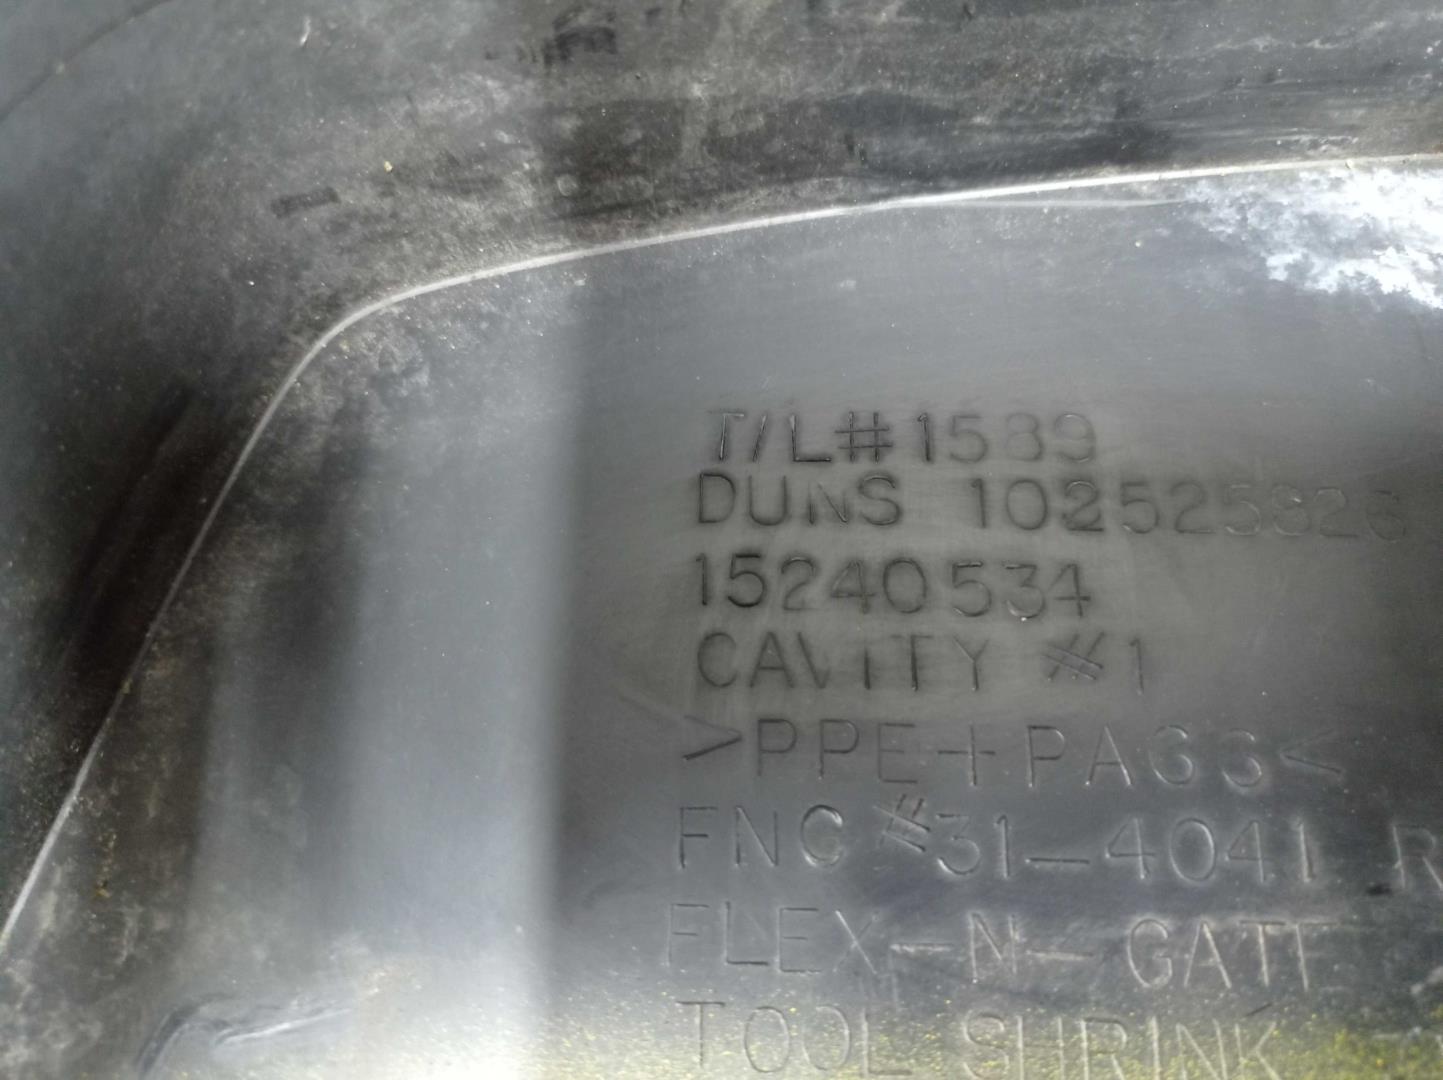 T/L#1589
DUNS 102525826
15240534
CAVITY #1
>PPE+PA66<
FNC #31-4041 R
FLEX-N-GATE
TOOL SHRINK